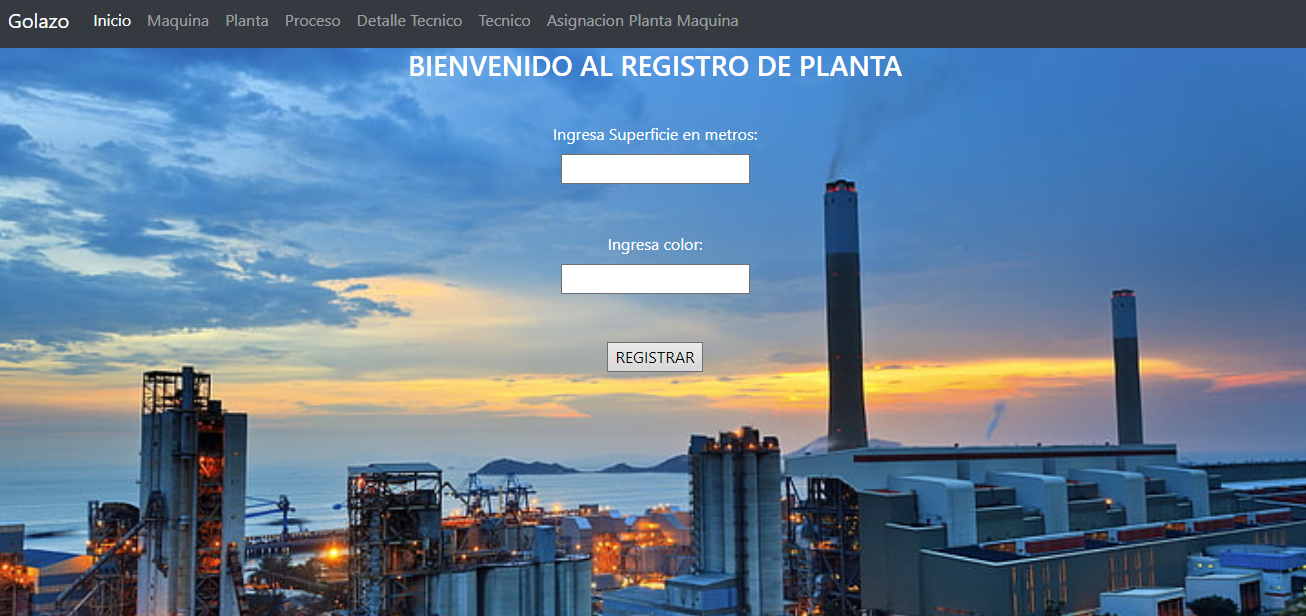 Golazo Inicio Maquina Planta Proceso Detalle Tecnico Tecnico Asignacion Planta Maquina
BIENVENIDO AL REGISTRO DE PLANTA
Ingresa Superficie en metros:
Ingresa color:
REGISTRAR